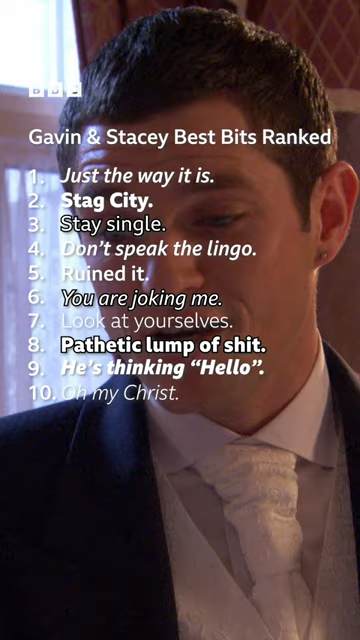 BBC
Gavin & Stacey Best Bits Ranked
1. Just the way it is.
2. Stag City.
3. Stay single.
4. Don't speak the lingo.
5. Ruined it.
6. You are joking me.
7. Look at yourselves.
8. Pathetic lump of shit.
9. He's thinking “Hello”.
10. Oh my Christ.